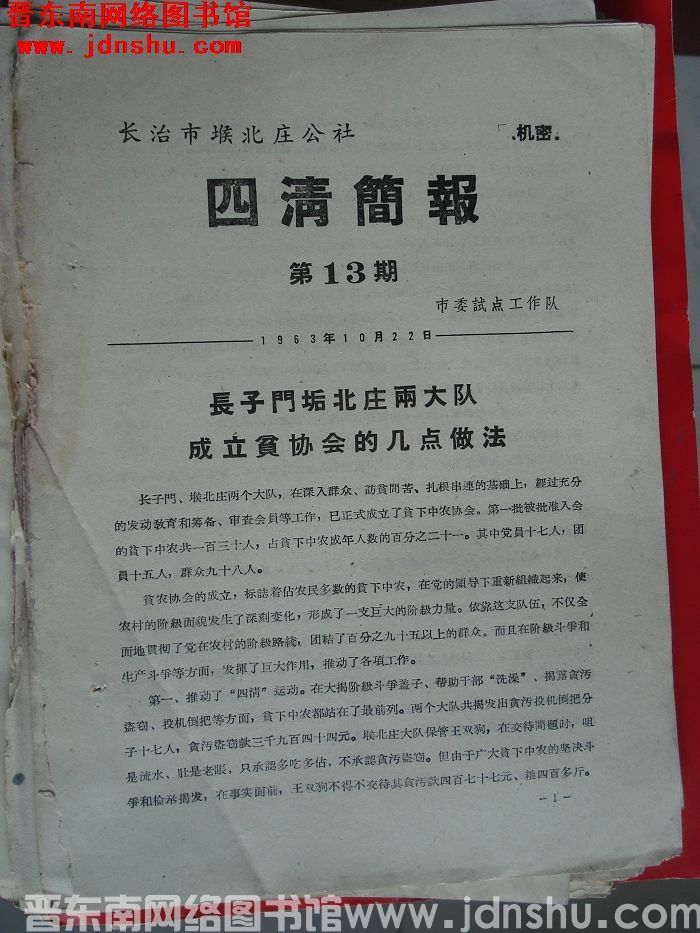 晋东南网络图书馆
www.jdnshu.com
长治市堠北庄公社
机密
四清簡報
第13期
市委試点工作队
1963年10月22日
長子門垢北庄兩大队
成立貧协会的几点做法
长子門、堠北庄两个大队，在深入群众、訪貧問苦、扎根串連的基础上，經过充分
的发动敎育和筹备、审查会員等工作，已正式成立了貧下中农协会。第一批被批准入会
的貧下中农共一百三十人，占貧下中农成年人数的百分之二十一。其中党員十七人，团
員十五人，群众九十八人。
貧农协会的成立，标誌着佔农民多数的貧下中农，在党的領导下重新組織起来，使
农村的阶級面貌发生了深刻变化，形成了一支巨大的阶級力量。依靠这支队伍，不仅全
面地貫彻了党在农村的阶級路綫，团結了百分之九十五以上的群众。而且在阶級斗爭和
生产斗爭等方面，发揮了巨大作用，推动了各項工作。
第一、推动了“四清”运动。在大揭阶級斗爭盖子、帮助干部“洗澡”、揭露貪污
盜窃、投机倒把等方面，貧下中农都站在了最前列。两个大队共揭发出貪污投机倒把分
子十七人，貪污盜窃款三千九百四十四元。堠北庄大队保管王双狗，在交待問題时，咀
是流水、肚是老賬，只承認多吃多佔，不承認貪污盜窃。但由于广大貧下中农的坚决斗
爭和检举揭发，在事实面前，王双狗不得不交待其貪污款四百七十七元、粮四百多斤。
—1—
晋东南网络图书馆www.jdnshu.com